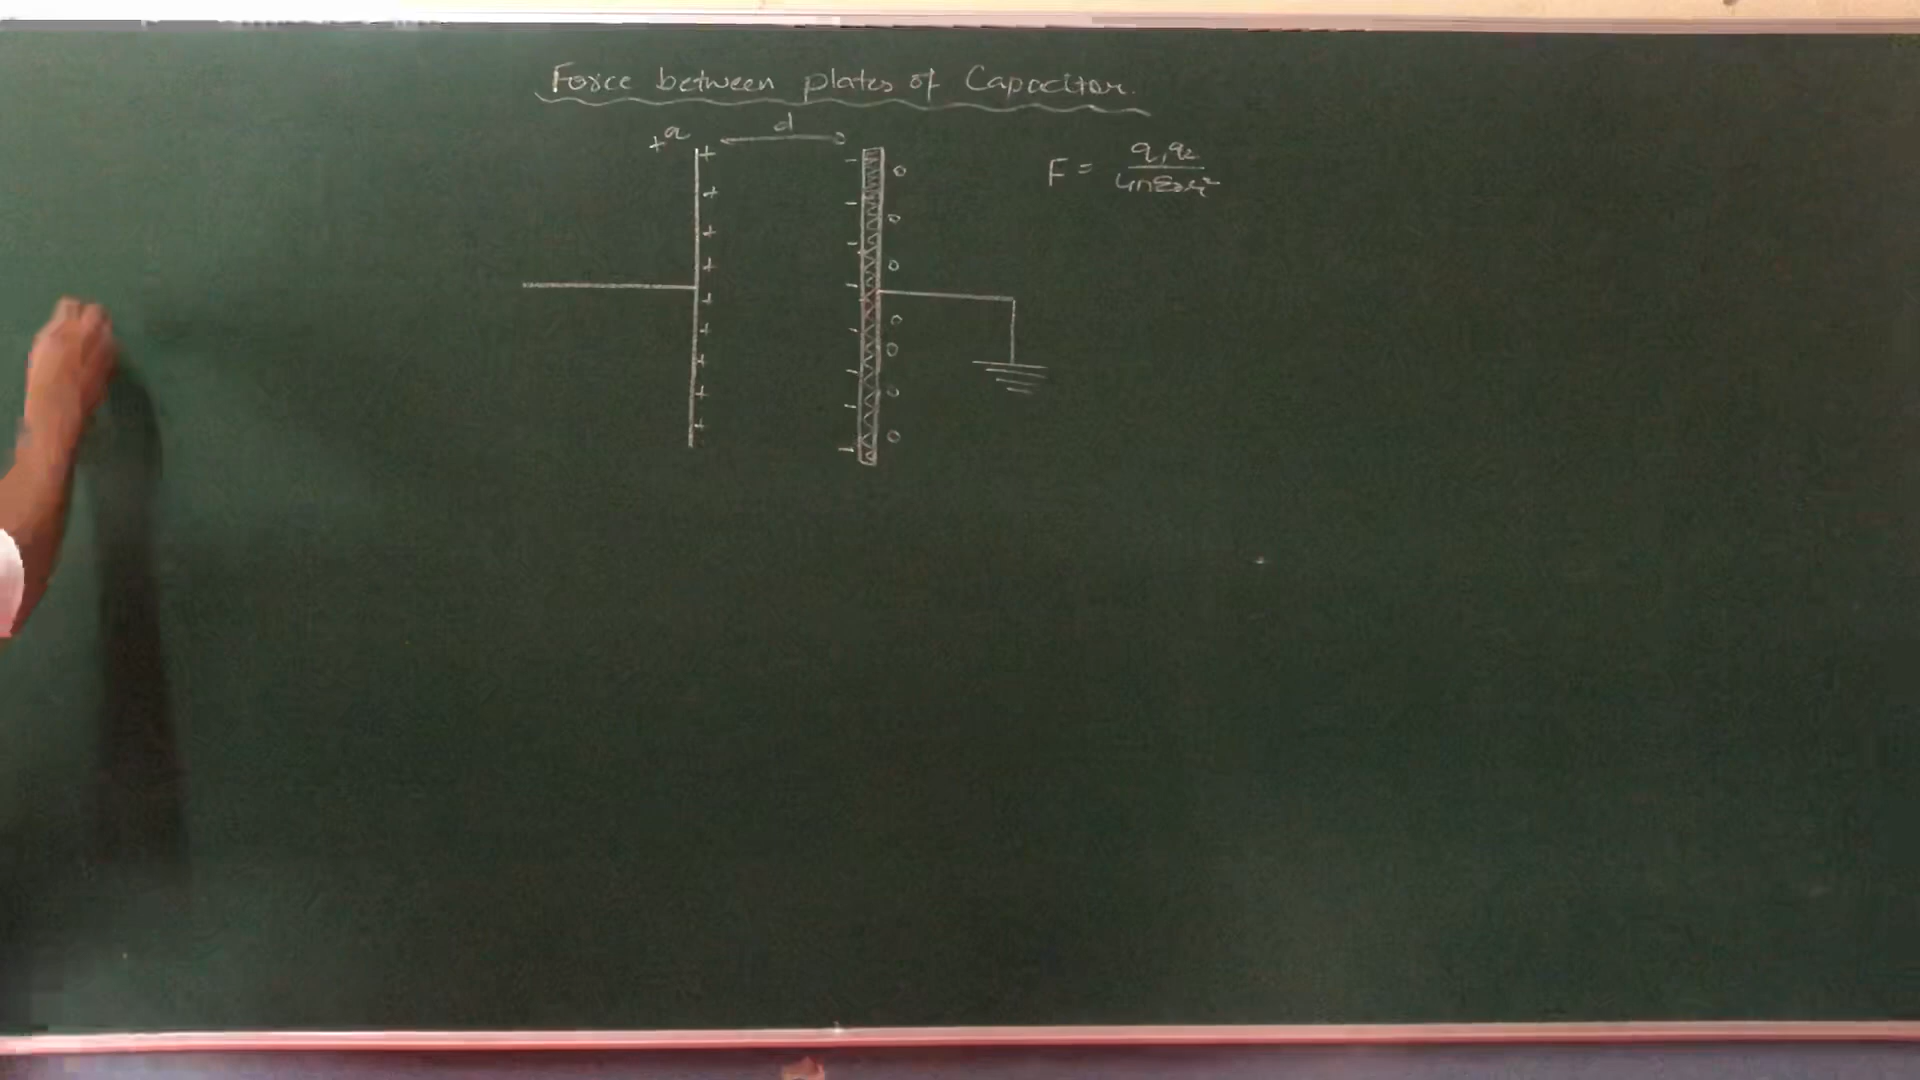 Force between plates of Capacitor.
+q
d
F = q₁q₂ / 4πε₀r²